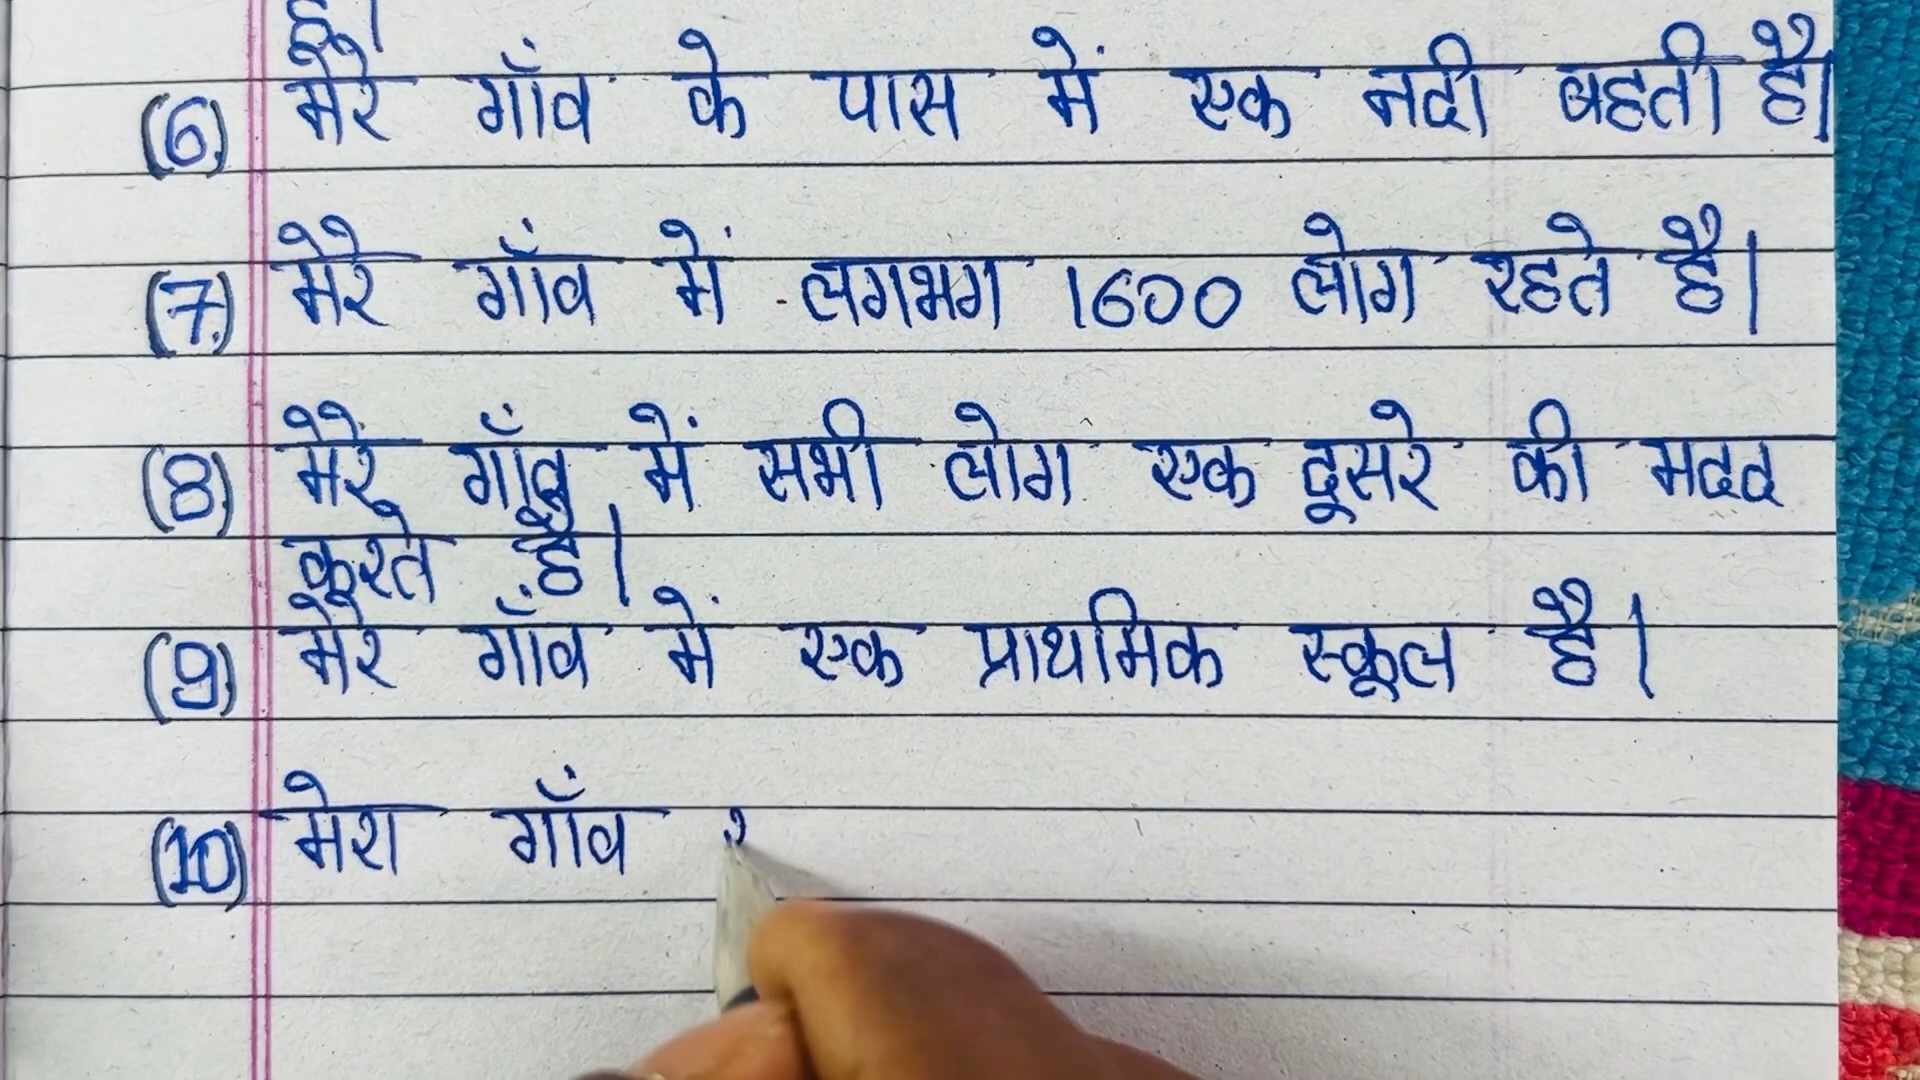 है।
(6) मेरे गाँव के पास में एक नदी बहती है।
(7) मेरे गाँव में लगभग 1600 लोग रहते है।
(8) मेरे गाँव में सभी लोग एक दूसरे की मदद
करते है।
(9) मेरे गाँव में एक प्राथमिक स्कूल है।
(10) मेरा गाँव